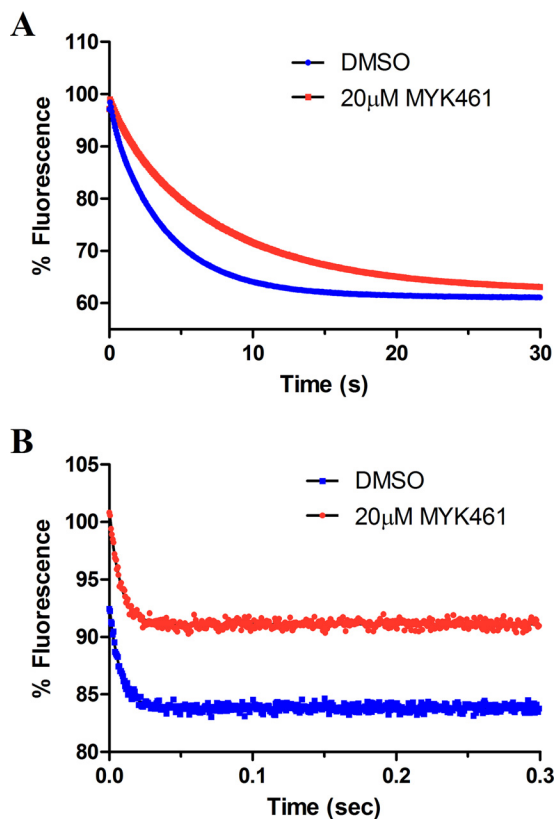 A
DMSO
20μM MYK461
% Fluorescence
110
100
90
80
70
60
0
10
20
30
Time (s)
B
DMSO
20μM MYK461
% Fluorescence
105
100
95
90
85
80
0.0
0.1
0.2
0.3
Time (sec)